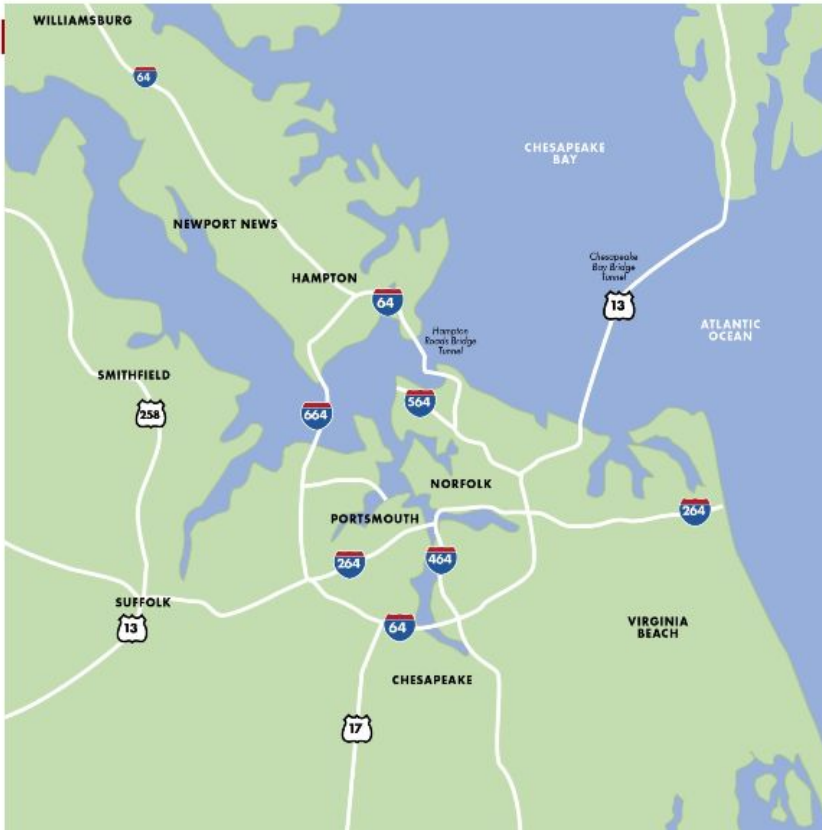 WILLIAMSBURG
64
CHESAPEAKE
BAY
NEWPORT NEWS
Chesapeake
Bay Bridge
Tunnel
HAMPTON
64
13
ATLANTIC
OCEAN
Hampton
Roads Bridge
Tunnel
SMITHFIELD
258
664
564
NORFOLK
PORTSMOUTH
264
264
464
SUFFOLK
13
64
VIRGINIA
BEACH
CHESAPEAKE
17